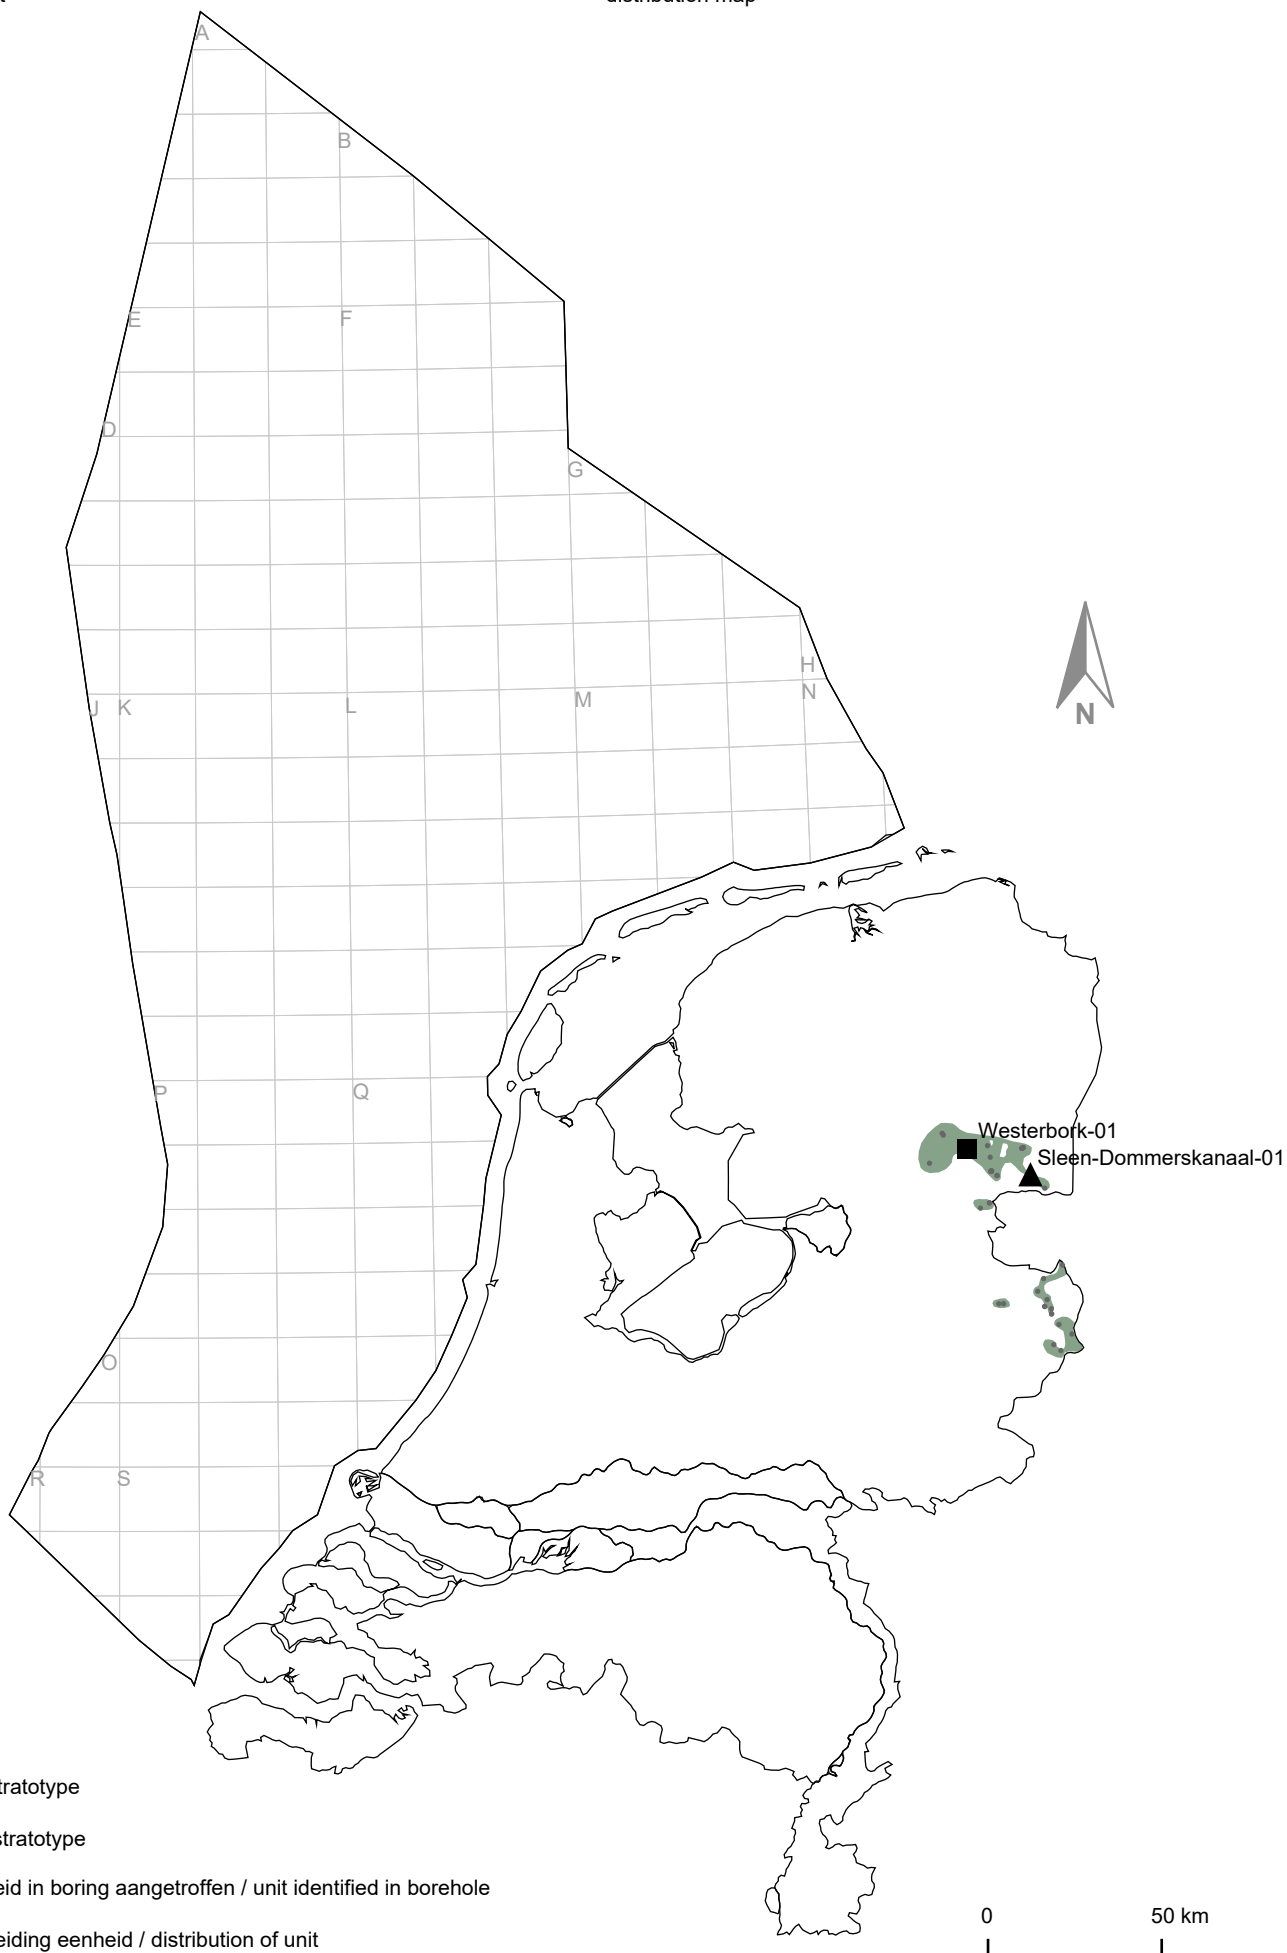 distribution map
A
B
E
F
D
G
H
N
J K
L
M
N
P
Q
Westerbork-01
Sleen-Dommerskanaal-01
O
R
S
tratotype
stratotype
eid in boring aangetroffen / unit identified in borehole
eiding eenheid / distribution of unit
0
50 km